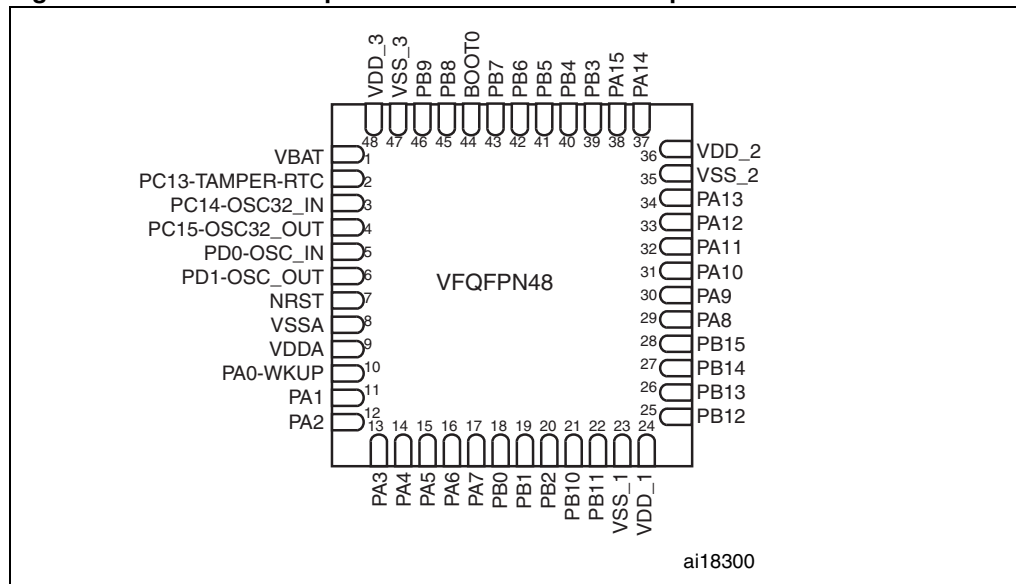 VDD_3
VSS_3
PB9
PB8
BOOT0
PB7
PB6
PB5
PB4
PB3
PA15
PA14
48 47 46 45 44 43 42 41 40 39 38 37
VBAT 1
PC13-TAMPER-RTC 2
PC14-OSC32_IN 3
PC15-OSC32_OUT 4
PD0-OSC_IN 5
PD1-OSC_OUT 6
NRST 7
VSSA 8
VDDA 9
PA0-WKUP 10
PA1 11
PA2 12
VFQFPN48
36 VDD_2
35 VSS_2
34 PA13
33 PA12
32 PA11
31 PA10
30 PA9
29 PA8
28 PB15
27 PB14
26 PB13
25 PB12
13 14 15 16 17 18 19 20 21 22 23 24
PA3
PA4
PA5
PA6
PA7
PB0
PB1
PB2
PB10
PB11
VSS_1
VDD_1
ai18300